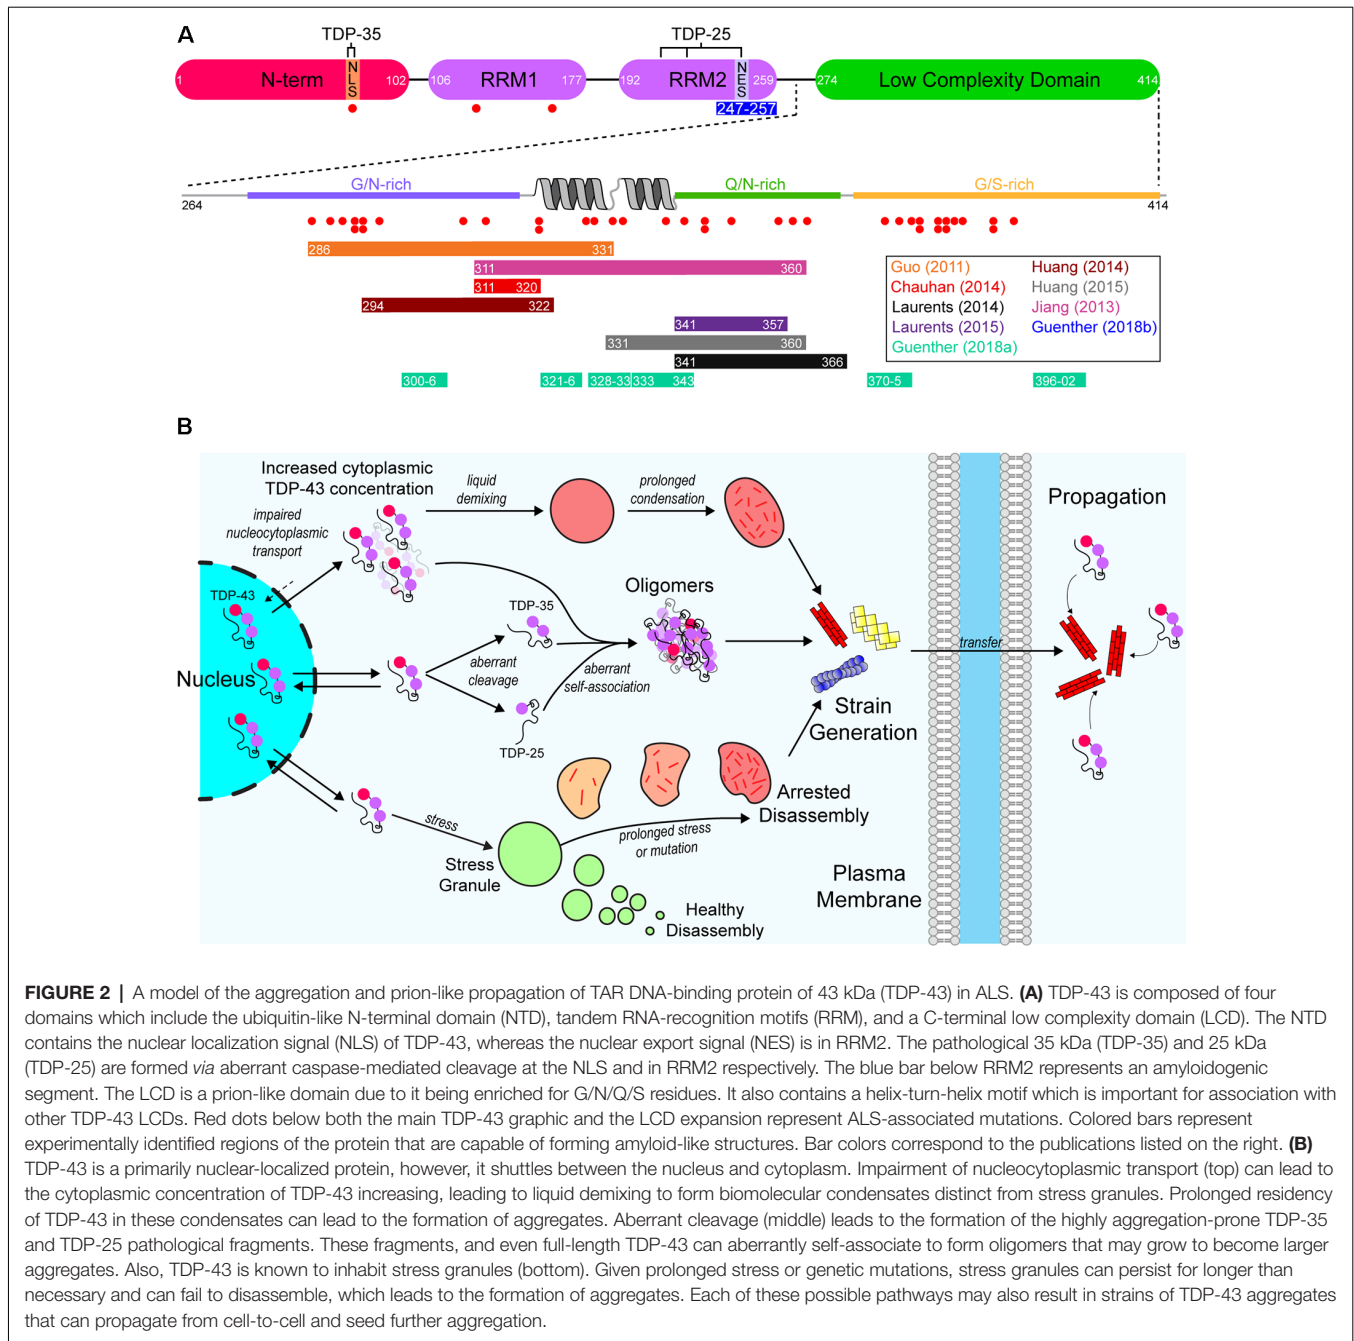 A
TDP-35
TDP-25
1
N-term
NLS
102
106
RRM1
177
192
RRM2
NES
259
274
Low Complexity Domain
414
247-257
G/N-rich
Q/N-rich
G/S-rich
264
414
286
331
311
360
311
320
294
322
341
357
331
360
341
366
300-6
321-6
328-33
333
343
370-5
396-02
Guo (2011)
Huang (2014)
Chauhan (2014)
Huang (2015)
Laurents (2014)
Jiang (2013)
Laurents (2015)
Guenther (2018b)
Guenther (2018a)
B
Increased cytoplasmic
TDP-43 concentration
liquid
demixing
prolonged
condensation
Propagation
impaired
nucleocytoplasmic
transport
TDP-43
Oligomers
TDP-35
Nucleus
aberrant
cleavage
aberrant
self-association
transfer
Strain
Generation
TDP-25
Arrested
Disassembly
stress
prolonged stress
or mutation
Stress
Granule
Plasma
Membrane
Healthy
Disassembly
FIGURE 2 | A model of the aggregation and prion-like propagation of TAR DNA-binding protein of 43 kDa (TDP-43) in ALS. (A) TDP-43 is composed of four
domains which include the ubiquitin-like N-terminal domain (NTD), tandem RNA-recognition motifs (RRM), and a C-terminal low complexity domain (LCD). The NTD
contains the nuclear localization signal (NLS) of TDP-43, whereas the nuclear export signal (NES) is in RRM2. The pathological 35 kDa (TDP-35) and 25 kDa
(TDP-25) are formed via aberrant caspase-mediated cleavage at the NLS and in RRM2 respectively. The blue bar below RRM2 represents an amyloidogenic
segment. The LCD is a prion-like domain due to it being enriched for G/N/Q/S residues. It also contains a helix-turn-helix motif which is important for association with
other TDP-43 LCDs. Red dots below both the main TDP-43 graphic and the LCD expansion represent ALS-associated mutations. Colored bars represent
experimentally identified regions of the protein that are capable of forming amyloid-like structures. Bar colors correspond to the publications listed on the right. (B)
TDP-43 is a primarily nuclear-localized protein, however, it shuttles between the nucleus and cytoplasm. Impairment of nucleocytoplasmic transport (top) can lead to
the cytoplasmic concentration of TDP-43 increasing, leading to liquid demixing to form biomolecular condensates distinct from stress granules. Prolonged residency
of TDP-43 in these condensates can lead to the formation of aggregates. Aberrant cleavage (middle) leads to the formation of the highly aggregation-prone TDP-35
and TDP-25 pathological fragments. These fragments, and even full-length TDP-43 can aberrantly self-associate to form oligomers that may grow to become larger
aggregates. Also, TDP-43 is known to inhabit stress granules (bottom). Given prolonged stress or genetic mutations, stress granules can persist for longer than
necessary and can fail to disassemble, which leads to the formation of aggregates. Each of these possible pathways may also result in strains of TDP-43 aggregates
that can propagate from cell-to-cell and seed further aggregation.